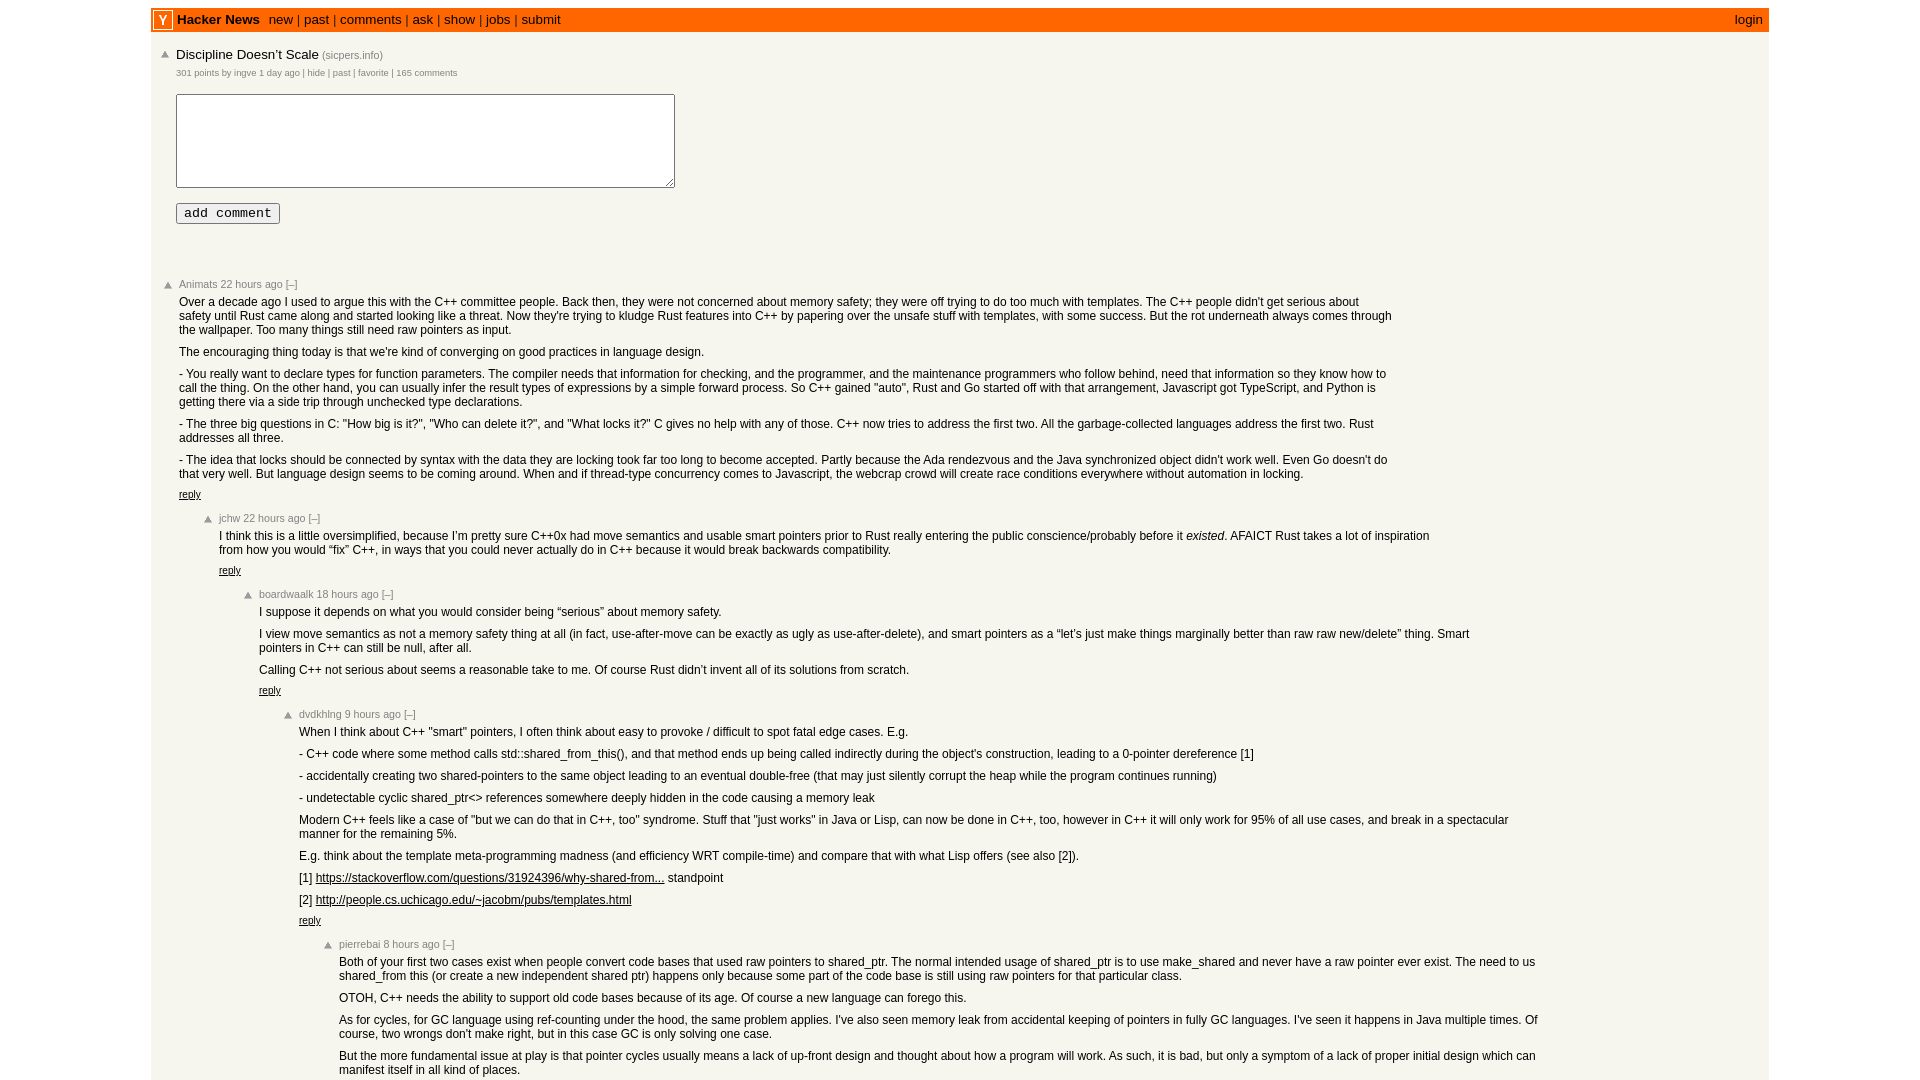 Y Hacker News new | past | comments | ask | show | jobs | submit login
Discipline Doesn’t Scale (sicpers.info)
301 points by ingve 1 day ago | hide | past | favorite | 165 comments
add comment
Animats 22 hours ago [–]
Over a decade ago I used to argue this with the C++ committee people. Back then, they were not concerned about memory safety; they were off trying to do too much with templates. The C++ people didn't get serious about
safety until Rust came along and started looking like a threat. Now they're trying to kludge Rust features into C++ by papering over the unsafe stuff with templates, with some success. But the rot underneath always comes through
the wallpaper. Too many things still need raw pointers as input.
The encouraging thing today is that we're kind of converging on good practices in language design.
- You really want to declare types for function parameters. The compiler needs that information for checking, and the programmer, and the maintenance programmers who follow behind, need that information so they know how to
call the thing. On the other hand, you can usually infer the result types of expressions by a simple forward process. So C++ gained "auto", Rust and Go started off with that arrangement, Javascript got TypeScript, and Python is
getting there via a side trip through unchecked type declarations.
- The three big questions in C: "How big is it?", "Who can delete it?", and "What locks it?" C gives no help with any of those. C++ now tries to address the first two. All the garbage-collected languages address the first two. Rust
addresses all three.
- The idea that locks should be connected by syntax with the data they are locking took far too long to become accepted. Partly because the Ada rendezvous and the Java synchronized object didn't work well. Even Go doesn't do
that very well. But language design seems to be coming around. When and if thread-type concurrency comes to Javascript, the webcrap crowd will create race conditions everywhere without automation in locking.
reply
jchw 22 hours ago [–]
I think this is a little oversimplified, because I’m pretty sure C++0x had move semantics and usable smart pointers prior to Rust really entering the public conscience/probably before it existed. AFAICT Rust takes a lot of inspiration
from how you would “fix” C++, in ways that you could never actually do in C++ because it would break backwards compatibility.
reply
boardwaalk 18 hours ago [–]
I suppose it depends on what you would consider being “serious” about memory safety.
I view move semantics as not a memory safety thing at all (in fact, use-after-move can be exactly as ugly as use-after-delete), and smart pointers as a “let’s just make things marginally better than raw raw new/delete” thing. Smart
pointers in C++ can still be null, after all.
Calling C++ not serious about seems a reasonable take to me. Of course Rust didn’t invent all of its solutions from scratch.
reply
dvdkhlng 9 hours ago [–]
When I think about C++ "smart" pointers, I often think about easy to provoke / difficult to spot fatal edge cases. E.g.
- C++ code where some method calls std::shared_from_this(), and that method ends up being called indirectly during the object's construction, leading to a 0-pointer dereference [1]
- accidentally creating two shared-pointers to the same object leading to an eventual double-free (that may just silently corrupt the heap while the program continues running)
- undetectable cyclic shared_ptr<> references somewhere deeply hidden in the code causing a memory leak
Modern C++ feels like a case of "but we can do that in C++, too" syndrome. Stuff that "just works" in Java or Lisp, can now be done in C++, too, however in C++ it will only work for 95% of all use cases, and break in a spectacular
manner for the remaining 5%.
E.g. think about the template meta-programming madness (and efficiency WRT compile-time) and compare that with what Lisp offers (see also [2]).
[1] https://stackoverflow.com/questions/31924396/why-shared-from... standpoint
[2] http://people.cs.uchicago.edu/~jacobm/pubs/templates.html
reply
pierrebai 8 hours ago [–]
Both of your first two cases exist when people convert code bases that used raw pointers to shared_ptr. The normal intended usage of shared_ptr is to use make_shared and never have a raw pointer ever exist. The need to us
shared_from this (or create a new independent shared ptr) happens only because some part of the code base is still using raw pointers for that particular class.
OTOH, C++ needs the ability to support old code bases because of its age. Of course a new language can forego this.
As for cycles, for GC language using ref-counting under the hood, the same problem applies. I've also seen memory leak from accidental keeping of pointers in fully GC languages. I've seen it happens in Java multiple times. Of
course, two wrongs don't make right, but in this case GC is only solving one case.
But the more fundamental issue at play is that pointer cycles usually means a lack of up-front design and thought about how a program will work. As such, it is bad, but only a symptom of a lack of proper initial design which can
manifest itself in all kind of places.